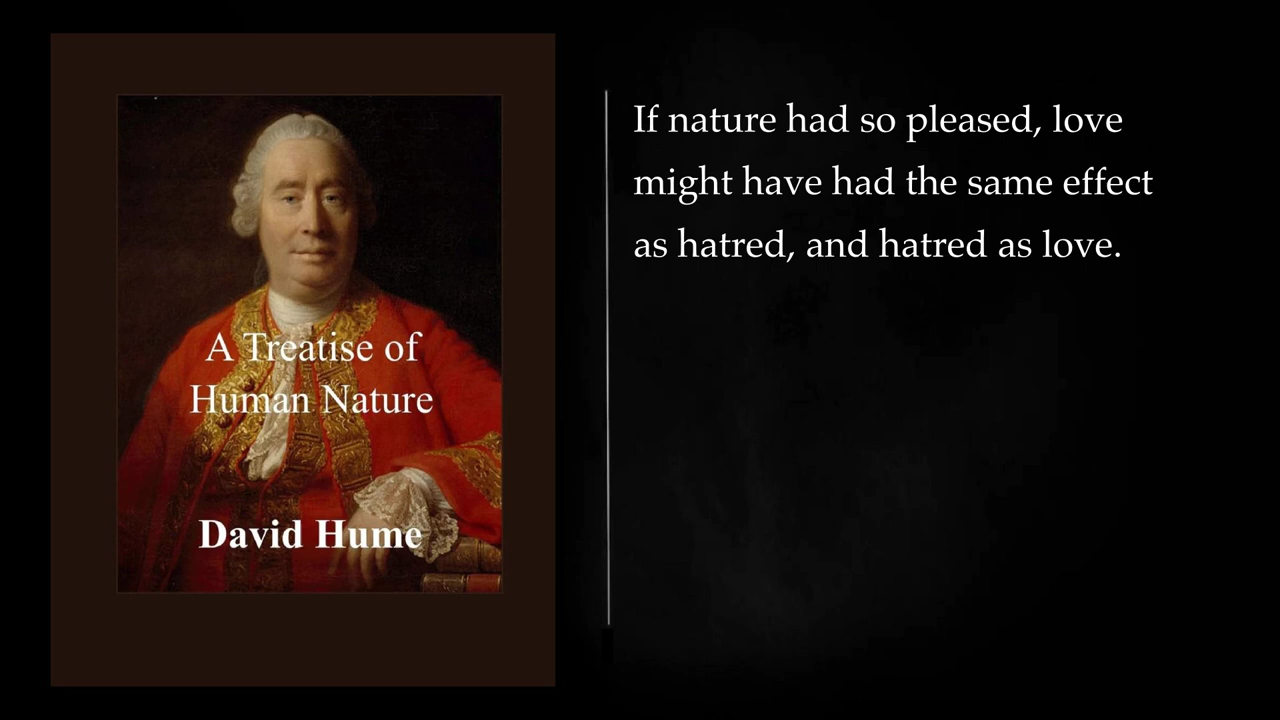 A Treatise of
Human Nature
David Hume
If nature had so pleased, love
might have had the same effect
as hatred, and hatred as love.